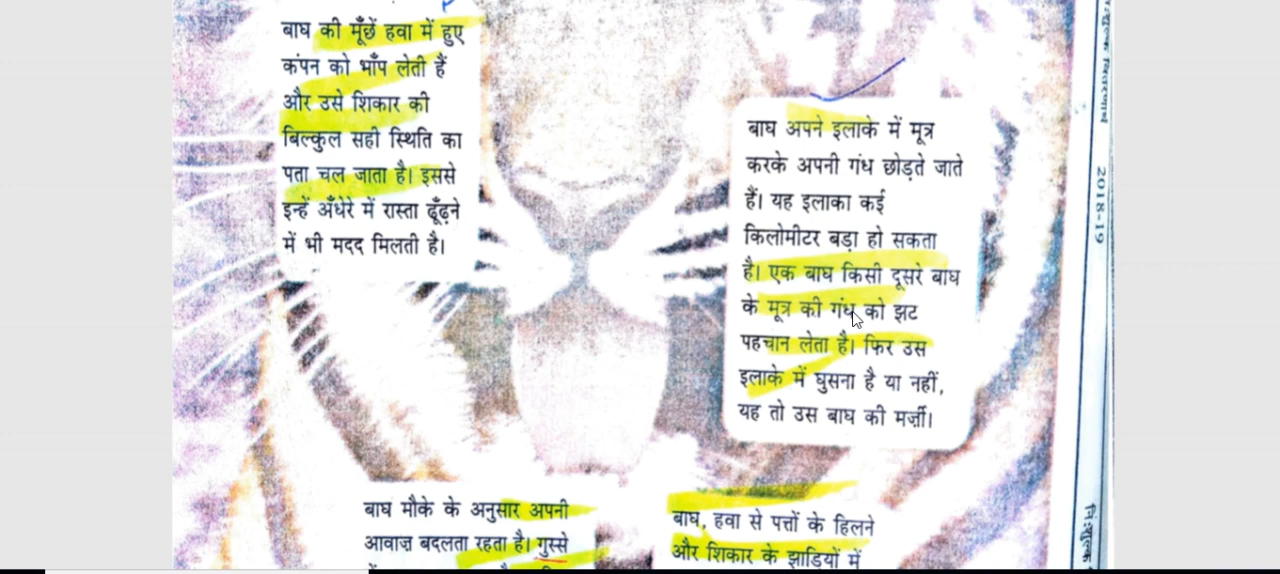 बाघ की मूँछें हवा में हुए
कंपन को भाँप लेती हैं
और उसे शिकार की
बिल्कुल सही स्थिति का
पता चल जाता है। इससे
इन्हें अँधेरे में रास्ता ढूँढ़ने
में भी मदद मिलती है।
बाघ अपने इलाके में मूत्र
करके अपनी गंध छोड़ते जाते
हैं। यह इलाका कई
किलोमीटर बड़ा हो सकता
है। एक बाघ किसी दूसरे बाघ
के मूत्र की गंध को झट
पहचान लेता है। फिर उस
इलाके में घुसना है या नहीं,
यह तो उस बाघ की मर्ज़ी।
बाघ मौके के अनुसार अपनी
आवाज़ बदलता रहता है। गुस्से
बाघ, हवा से पत्तों के हिलने
और शिकार के झाड़ियों में
2018-19